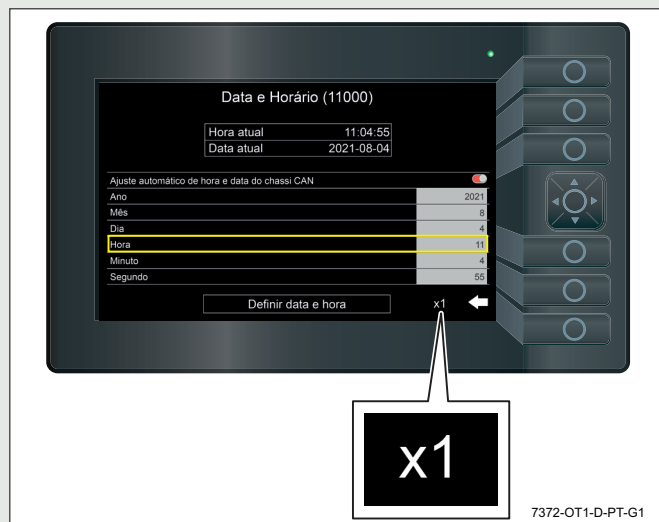 Data e Horário (11000)
Hora atual 11:04:55
Data atual 2021-08-04
Ajuste automático de hora e data do chassi CAN
Ano 2021
Mês 8
Dia 4
Hora 11
Minuto 4
Segundo 55
Definir data e hora x1
x1
7372-OT1-D-PT-G1